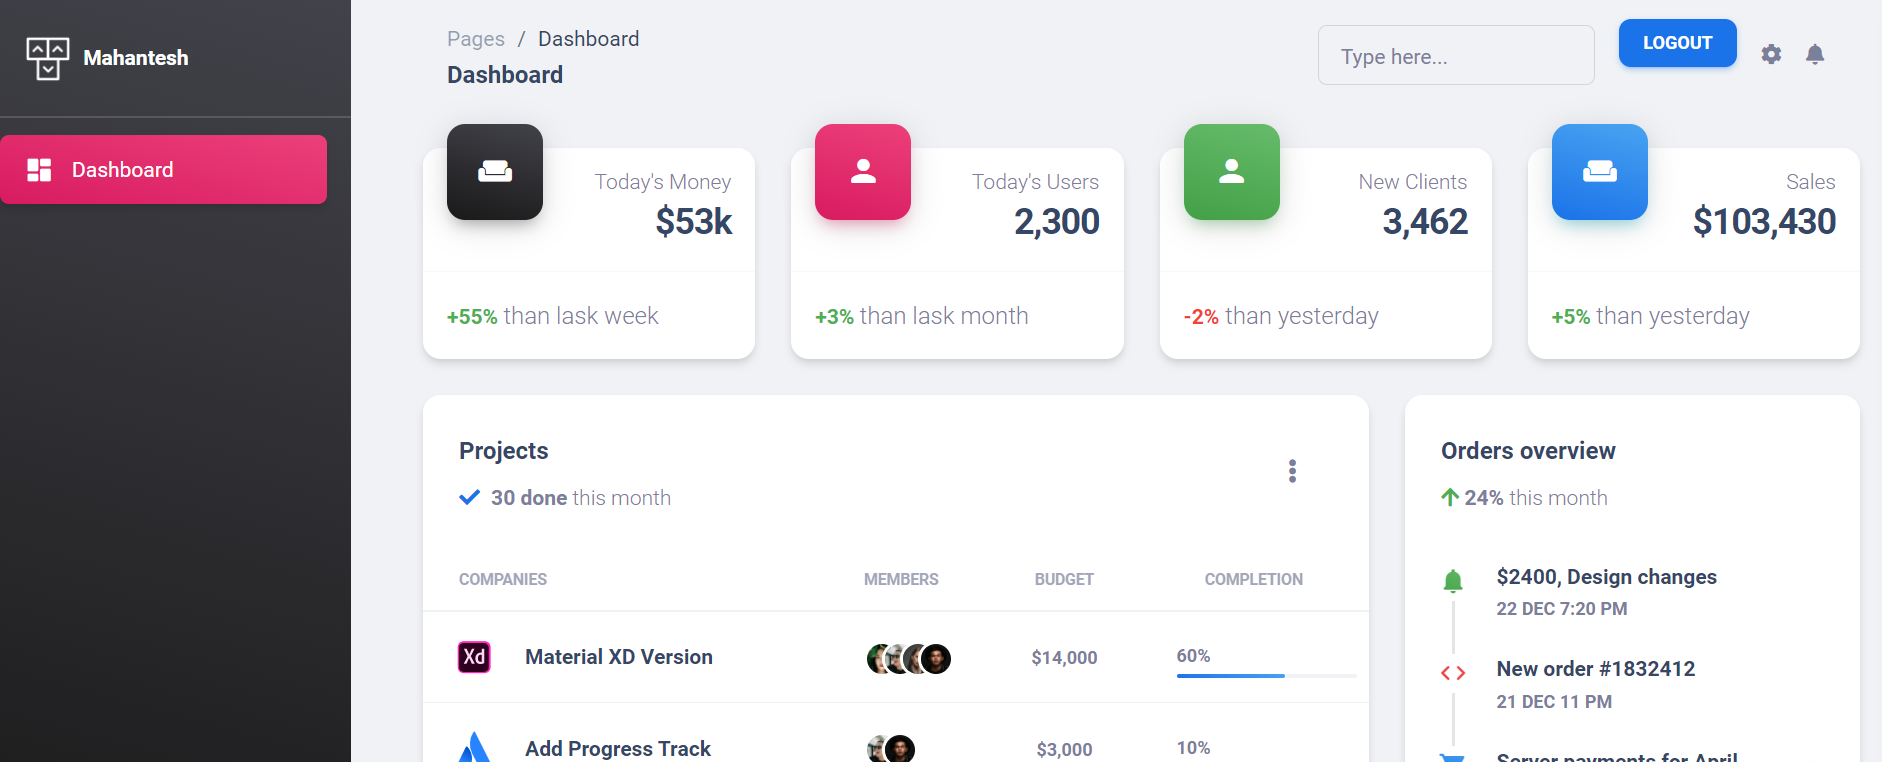 Mahantesh
Dashboard
Pages / Dashboard
Dashboard
Type here...
LOGOUT
Today's Money
$53k
+55% than lask week
Today's Users
2,300
+3% than lask month
New Clients
3,462
-2% than yesterday
Sales
$103,430
+5% than yesterday
Projects
30 done this month
COMPANIES MEMBERS BUDGET COMPLETION
Xd Material XD Version $14,000 60%
Add Progress Track $3,000 10%
Orders overview
24% this month
$2400, Design changes
22 DEC 7:20 PM
New order #1832412
21 DEC 11 PM
Server payments for April